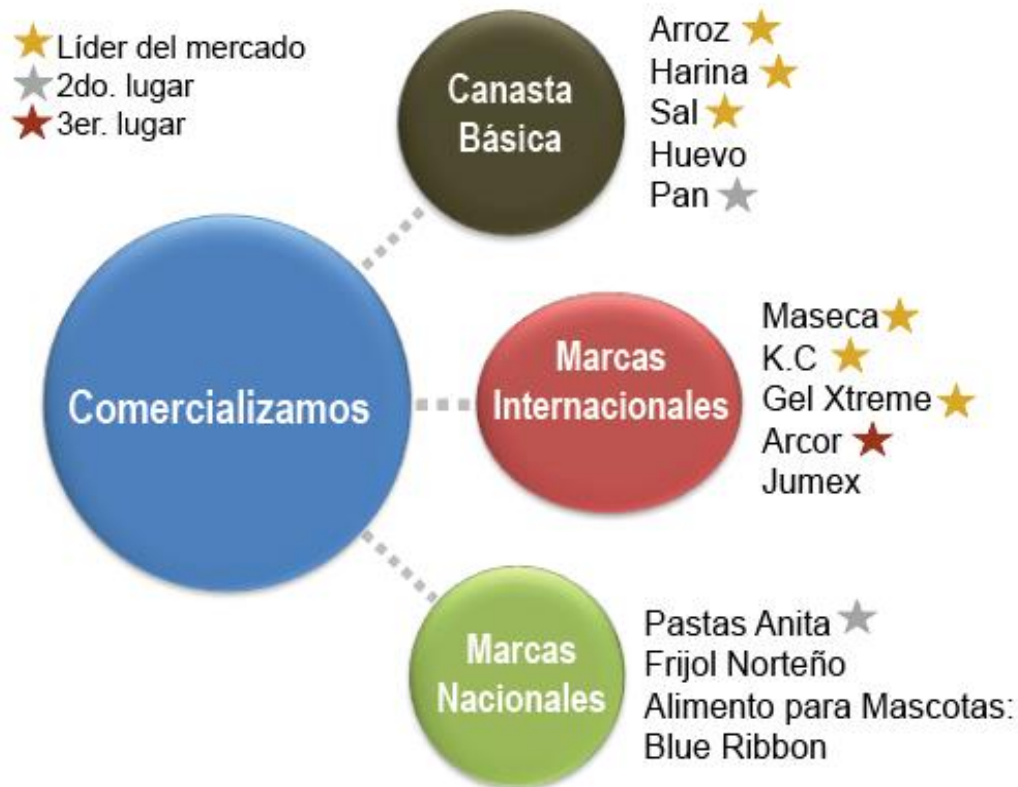 Líder del mercado
2do. lugar
3er. lugar
Canasta
Básica
Arroz
Harina
Sal
Huevo
Pan
Comercializamos
Marcas
Internacionales
Maseca
K.C
Gel Xtreme
Arcor
Jumex
Marcas
Nacionales
Pastas Anita
Frijol Norteño
Alimento para Mascotas:
Blue Ribbon